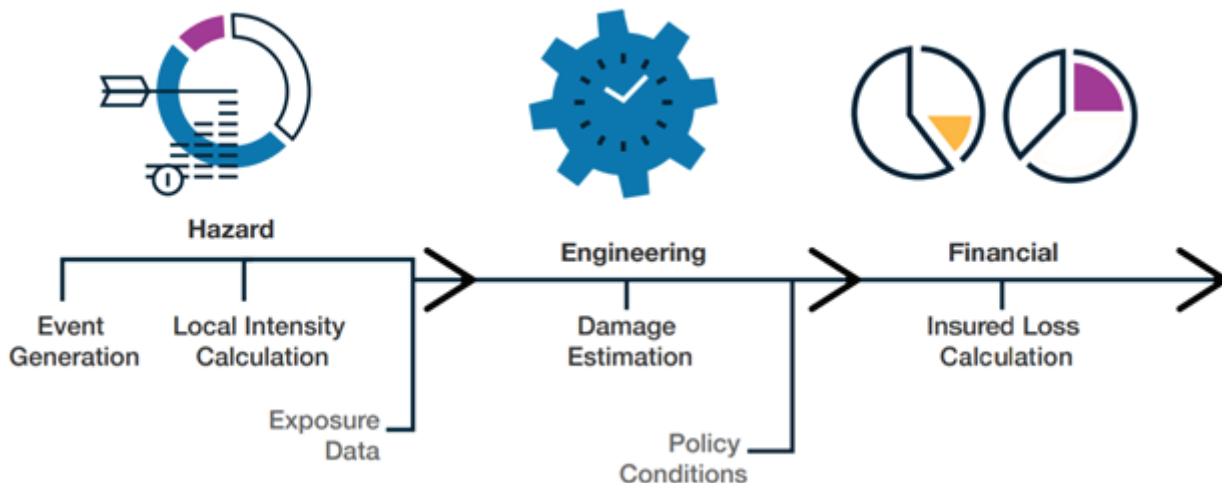 Hazard
Event
Generation
Local Intensity
Calculation
Exposure
Data
Engineering
Damage
Estimation
Policy
Conditions
Financial
Insured Loss
Calculation